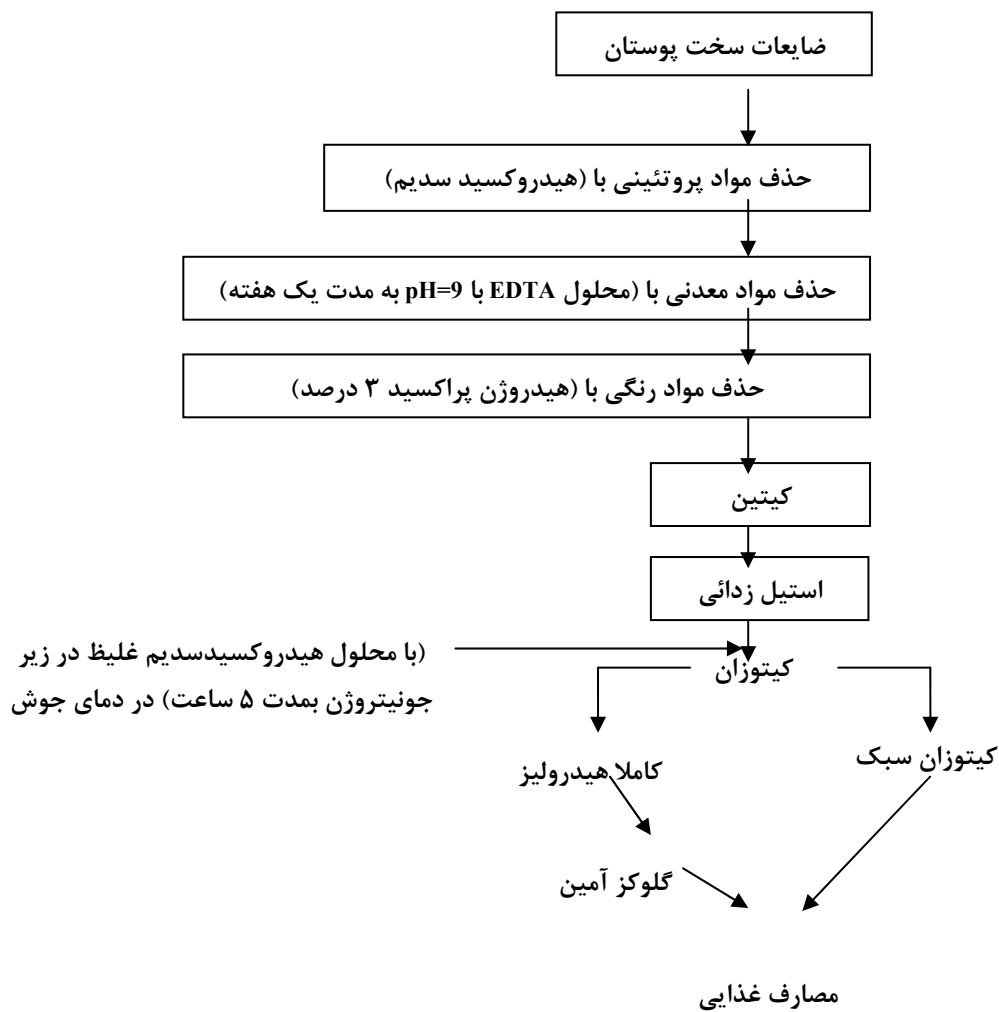 ضایعات سخت پوستان
حذف مواد پروتئینی با (هیدروکسید سدیم)
حذف مواد معدنی با (محلول EDTA با pH=9 به مدت یک هفته)
حذف مواد رنگی با (هیدروژن پراکسید ۳ درصد)
کیتین
استیل زدائی
(با محلول هیدروکسیدسدیم غلیظ در زیر
جونیتروژن بمدت ۵ ساعت) در دمای جوش
کیتوزان
کیتوزان سبک
کاملا هیدرولیز
گلوکز آمین
مصارف غذایی